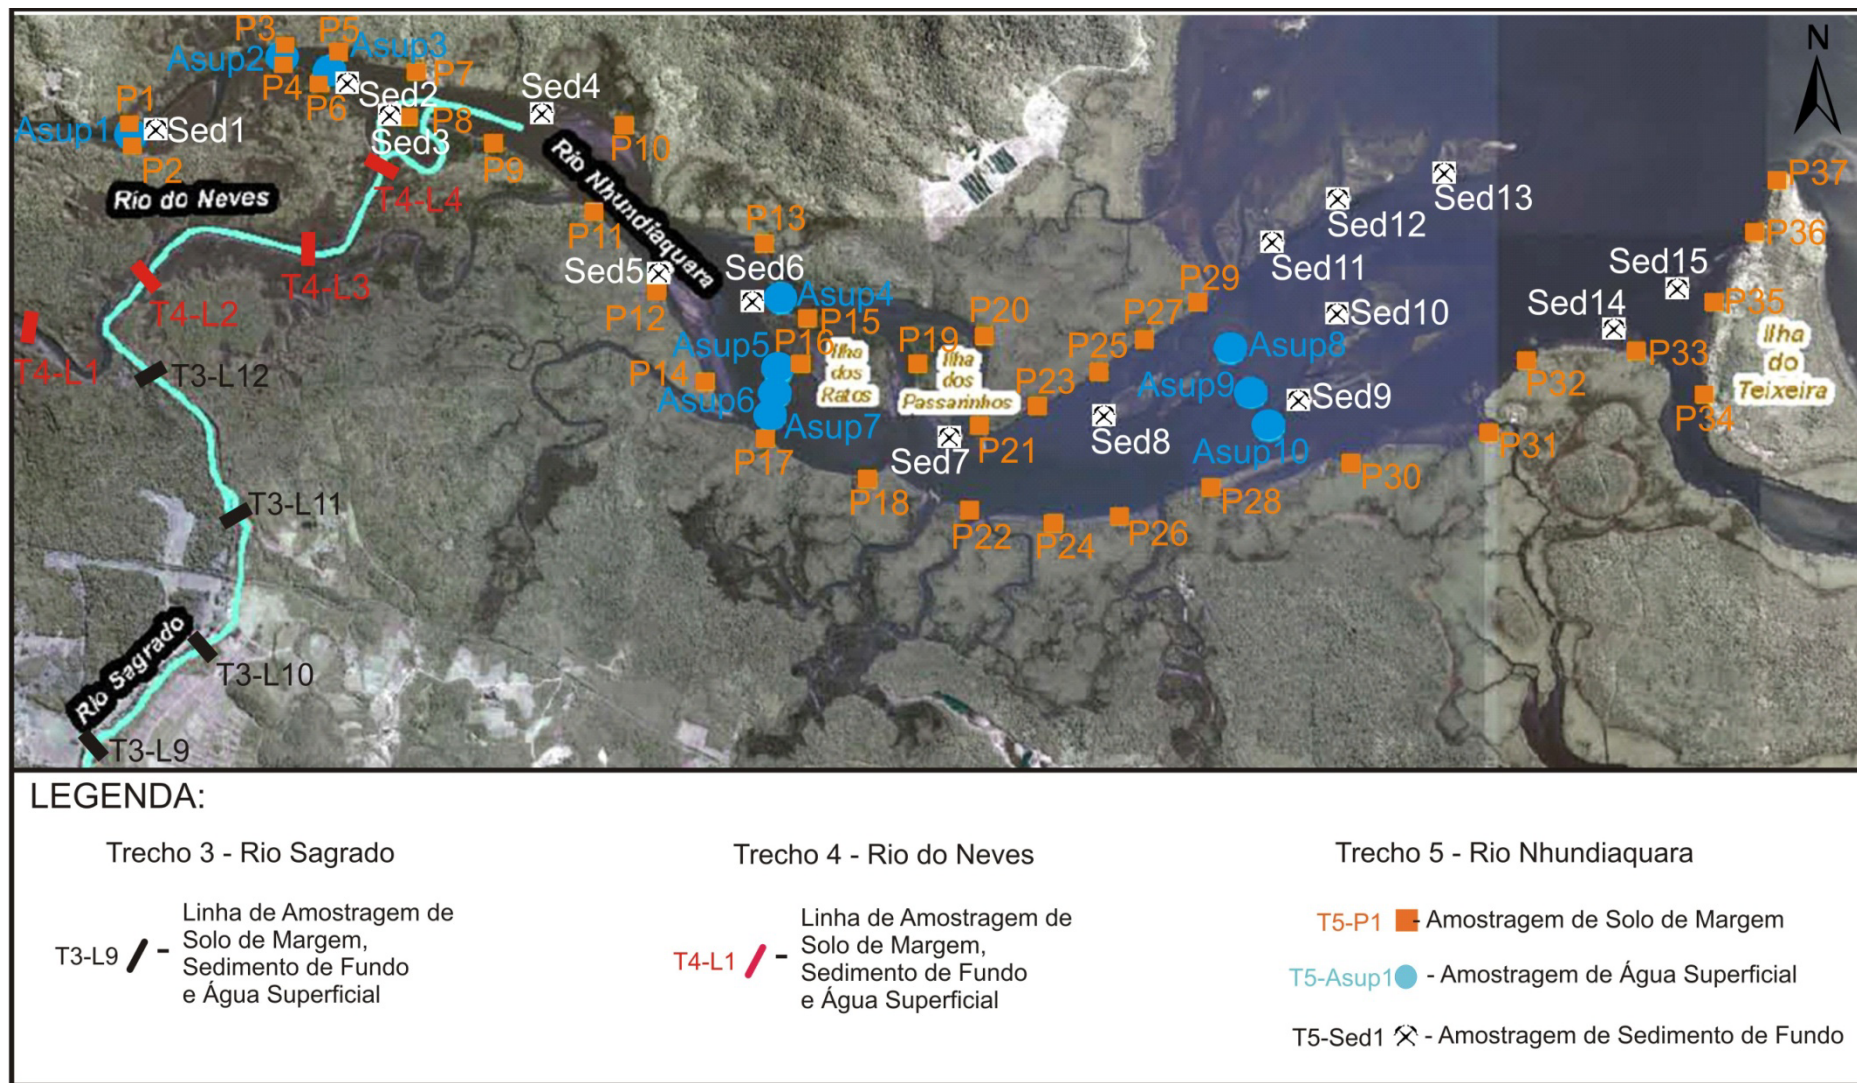 N
P3
P5
Asup2
Asup3
P4
P6
P7
Sed2
Sed4
P1
P8
Asup1
Sed1
Sed3
P10
P2
P9
Rio Nhundiaquara
P37
T4-L4
Sed13
Rio do Neves
Sed12
P11
P13
P36
T4-L3
Sed11
Sed5
Sed6
Sed15
T4-L2
P29
P12
Asup4
P35
Sed10
Sed14
P15
P20
P27
Asup5
P16
P19
P25
Asup8
P33
T4-L1
T3-L12
Ilha
dos
Ratos
Ilha
dos
Passarinhos
Ilha
do
Teixeira
P14
P32
Asup6
P23
Asup9
Sed9
P34
Asup7
P21
Sed8
P17
Sed7
Asup10
P31
P18
P30
T3-L11
P28
P22
P24
P26
Rio Sagrado
T3-L10
T3-L9
LEGENDA:
Trecho 3 - Rio Sagrado
T3-L9 -
Linha de Amostragem de
Solo de Margem,
Sedimento de Fundo
e Água Superficial
Trecho 4 - Rio do Neves
T4-L1 -
Linha de Amostragem de
Solo de Margem,
Sedimento de Fundo
e Água Superficial
Trecho 5 - Rio Nhundiaquara
T5-P1 - Amostragem de Solo de Margem
T5-Asup1 - Amostragem de Água Superficial
T5-Sed1 - Amostragem de Sedimento de Fundo